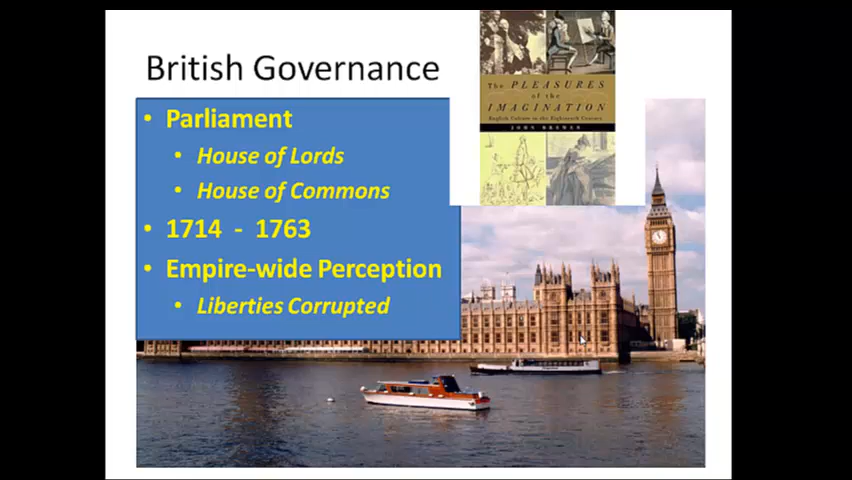 British Governance
The PLEASURES
of the
IMAGINATION
English Culture in the Eighteenth Century
JOHN BREWER
• Parliament
• House of Lords
• House of Commons
• 1714 - 1763
• Empire-wide Perception
• Liberties Corrupted